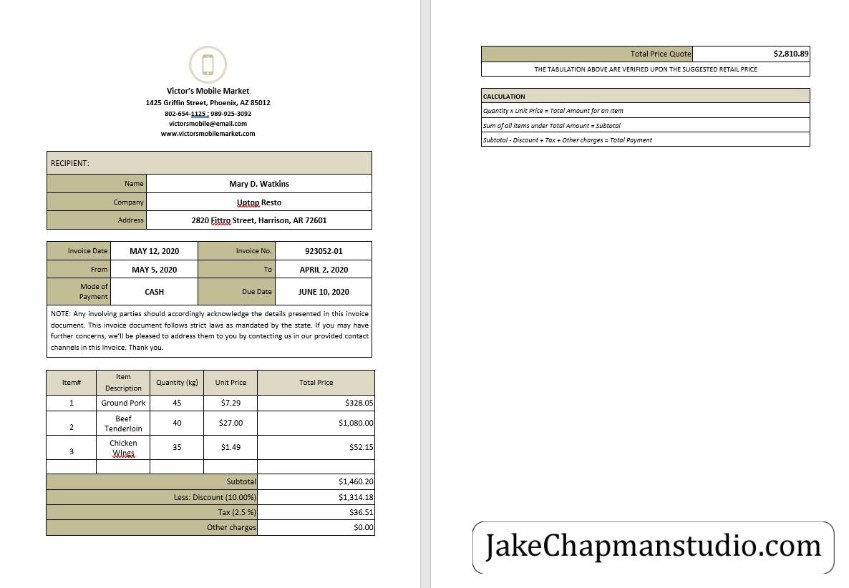 Victor's Mobile Market
1425 Griffin Street, Phoenix, AZ 85012
802-654-1125 ; 989-925-3092
victorsmobile@email.com
www.victorsmobilemarket.com
RECIPIENT:
Name Mary D. Watkins
Company Uptop Resto
Address 2820 Fittro Street, Harrison, AR 72601
Invoice Date MAY 12, 2020 Invoice No. 923052-01
From MAY 5, 2020 To APRIL 2, 2020
Mode of
Payment CASH Due Date JUNE 10, 2020
NOTE: Any involving parties should accordingly acknowledge the details presented in this invoice
document. This invoice document follows strict laws as mandated by the state. If you may have
further concerns, we'll be pleased to address them to you by contacting us in our provided contact
channels in this invoice. Thank you.
Item# Item
Description Quantity (kg) Unit Price Total Price
1 Ground Pork 45 $7.29 $328.05
2 Beef
Tenderloin 40 $27.00 $1,080.00
3 Chicken
Wings 35 $1.49 $52.15
Subtotal $1,460.20
Less: Discount (10.00%) $1,314.18
Tax (2.5 %) $36.51
Other charges $0.00
Total Price Quote $2,810.89
THE TABULATION ABOVE ARE VERIFIED UPON THE SUGGESTED RETAIL PRICE
CALCULATION
Quantity x Unit Price = Total Amount for an item
Sum of all items under Total Amount = Subtotal
Subtotal - Discount + Tax + Other charges = Total Payment
JakeChapmanstudio.com